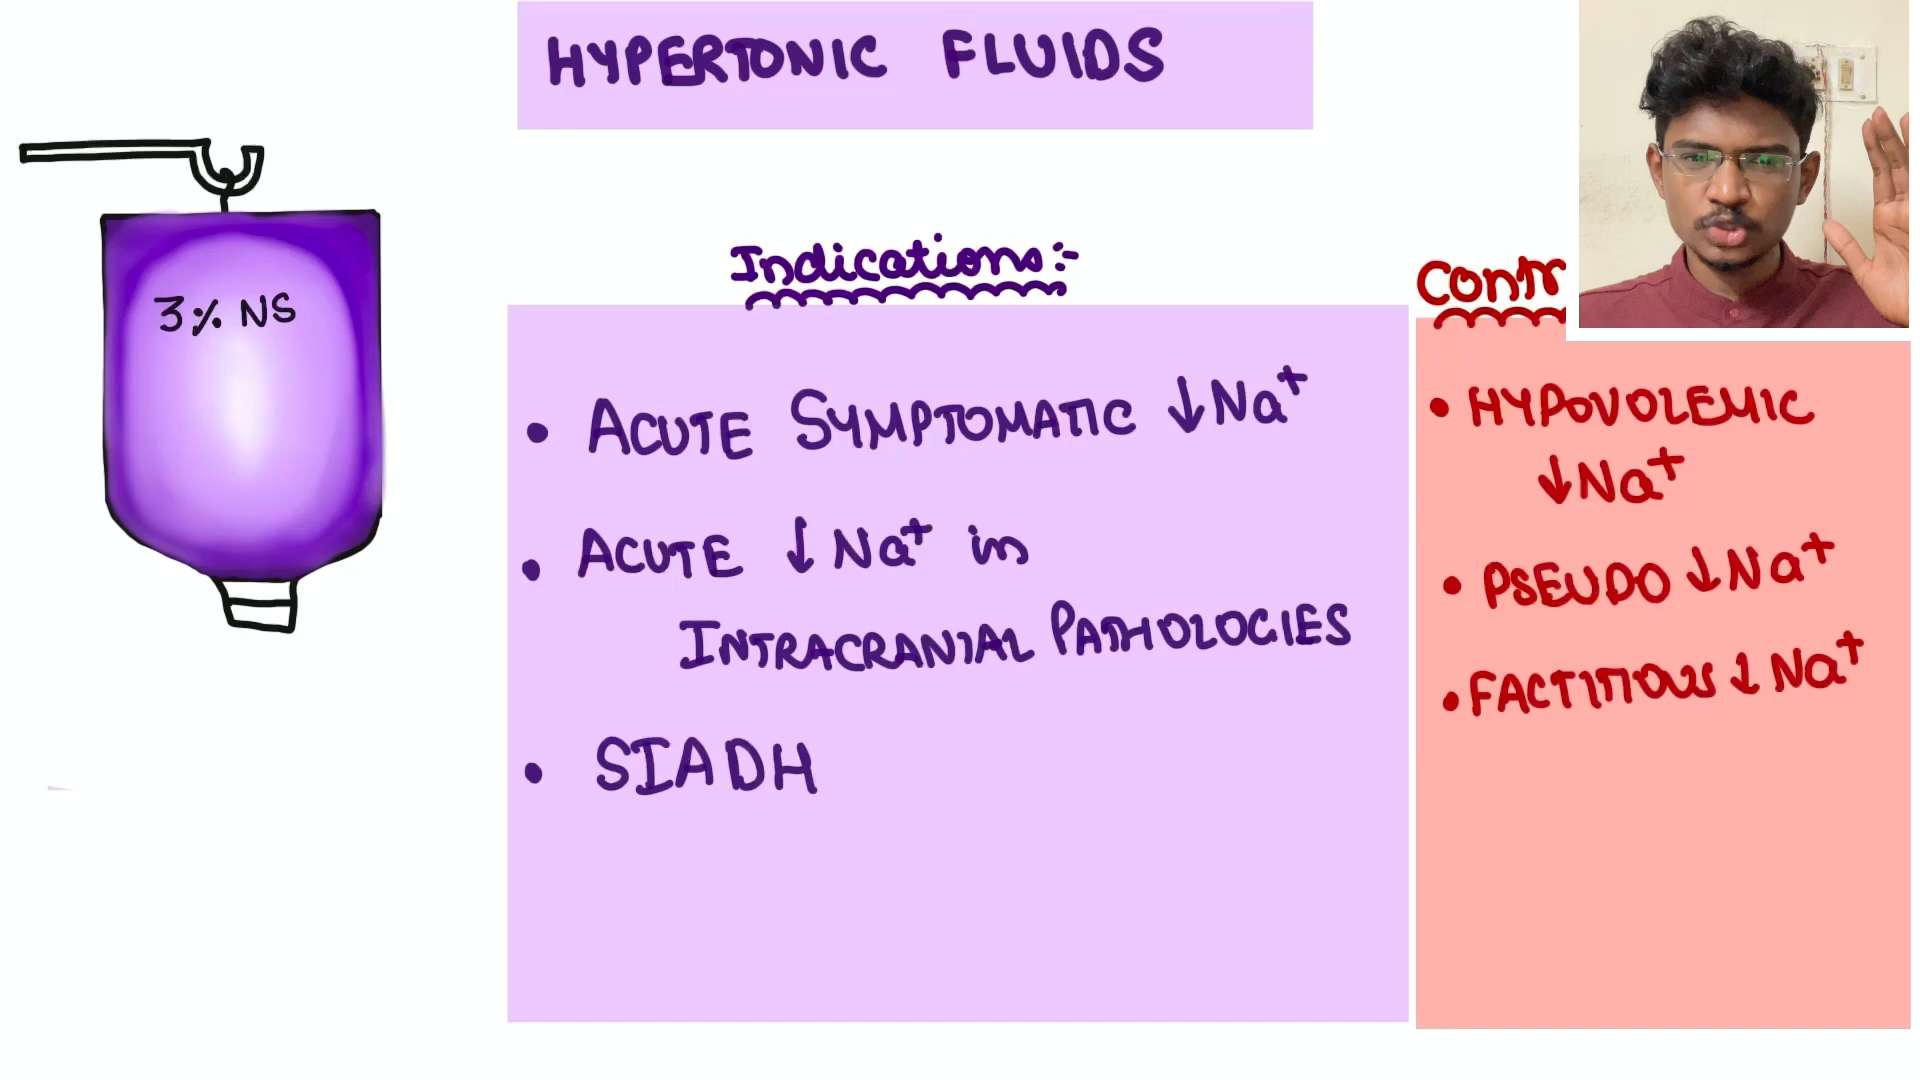 HYPERTONIC FLUIDS
3% NS
Indications:-
• ACUTE SYMPTOMATIC ↓Na⁺
• ACUTE ↓Na⁺ in
INTRACRANIAL PATHOLOGIES
• SIADH
Contr
• HYPOVOLEMIC
↓Na⁺
• PSEUDO ↓Na⁺
• FACTITIOUS ↓Na⁺